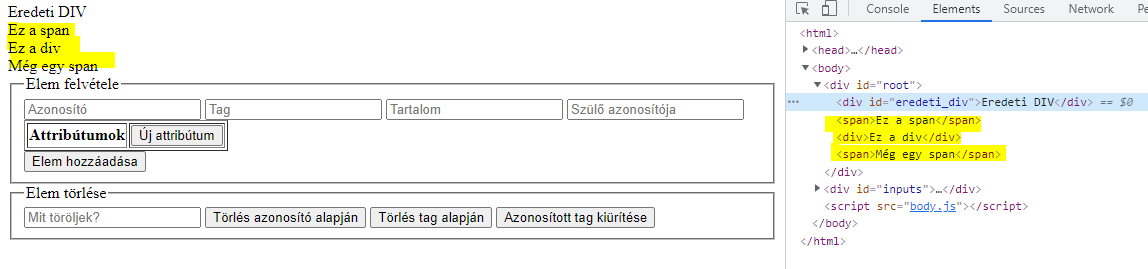 Eredeti DIV
Ez a span
Ez a div
Még egy span
Elem felvétele
Azonosító Tag Tartalom Szülő azonosítója
Attribútumok Új attribútum
Elem hozzáadása
Elem törlése
Mit töröljek? Törlés azonosító alapján Törlés tag alapján Azonosított tag kiürítése
Console Elements Sources Network Pe
<html>
<head>…</head>
<body>
<div id="root">
<div id="eredeti_div">Eredeti DIV</div> == $0
<span>Ez a span</span>
<div>Ez a div</div>
<span>Még egy span</span>
</div>
<div id="inputs">…</div>
<script src="body.js"></script>
</body>
</html>